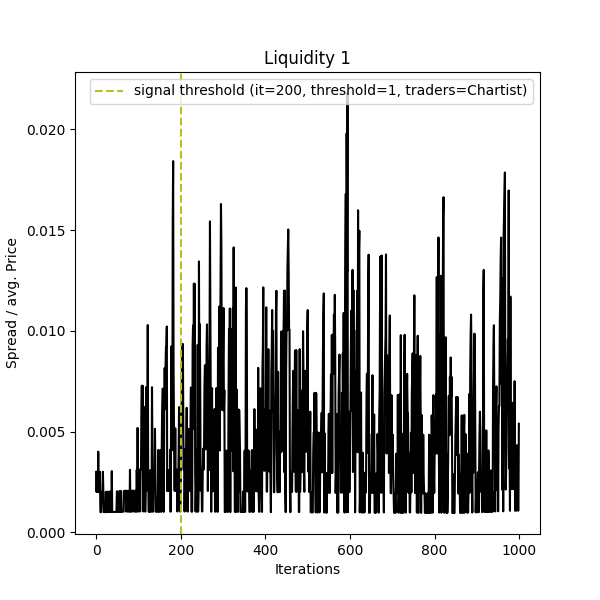 Liquidity 1
signal threshold (it=200, threshold=1, traders=Chartist)
0.020
0.015
0.010
0.005
0.000
Spread / avg. Price
0 200 400 600 800 1000
Iterations